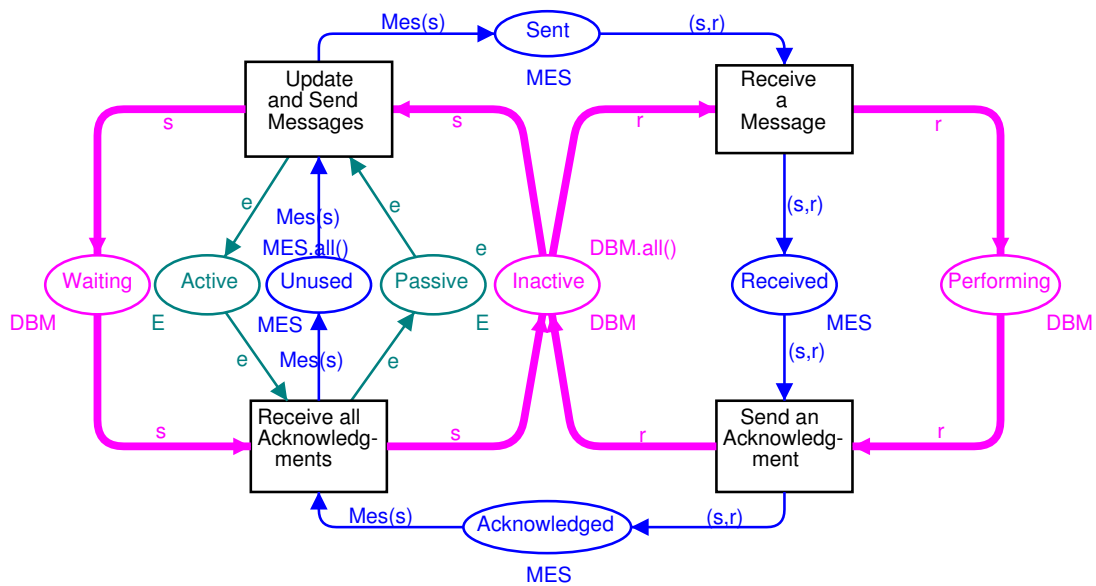 Mes(s)
Sent
(s,r)
MES
Update
and Send
Messages
Receive
a
Message
s
s
r
r
e
Mes(s)
e
(s,r)
MES.all()
e
DBM.all()
Waiting
Active
Unused
Passive
Inactive
Received
Performing
DBM
E
MES
E
DBM
MES
DBM
e
Mes(s)
e
(s,r)
Receive all
Acknowledg-
ments
Send an
Acknowledg-
ment
s
s
r
r
Mes(s)
Acknowledged
(s,r)
MES